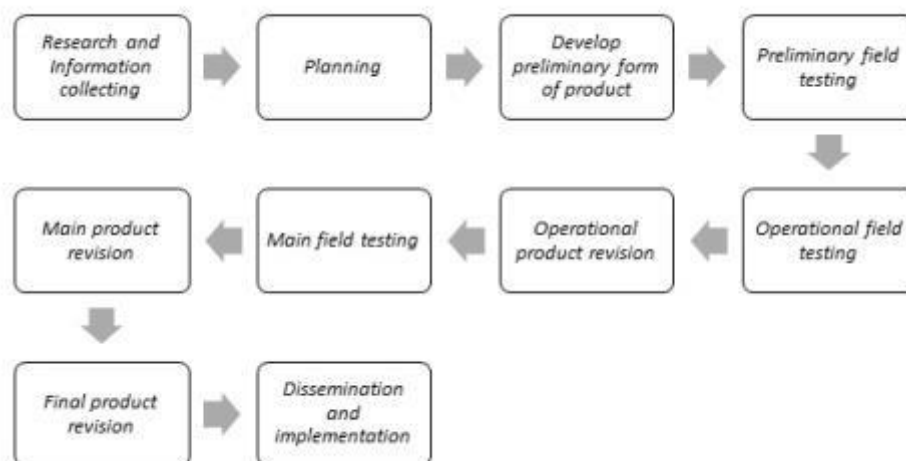 Research and
Information
collecting
Planning
Develop
preliminary form
of product
Preliminary field
testing
Operational field
testing
Operational
product revision
Main field testing
Main product
revision
Final product
revision
Dissemination
and
implementation